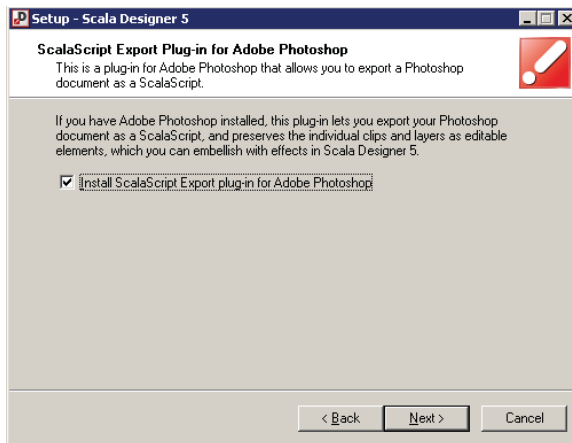 Setup - Scala Designer 5
ScalaScript Export Plug-in for Adobe Photoshop
This is a plug-in for Adobe Photoshop that allows you to export a Photoshop
document as a ScalaScript.
If you have Adobe Photoshop installed, this plug-in lets you export your Photoshop
document as a ScalaScript, and preserves the individual clips and layers as editable
elements, which you can embellish with effects in Scala Designer 5.
Install ScalaScript Export plug-in for Adobe Photoshop
< Back
Next >
Cancel